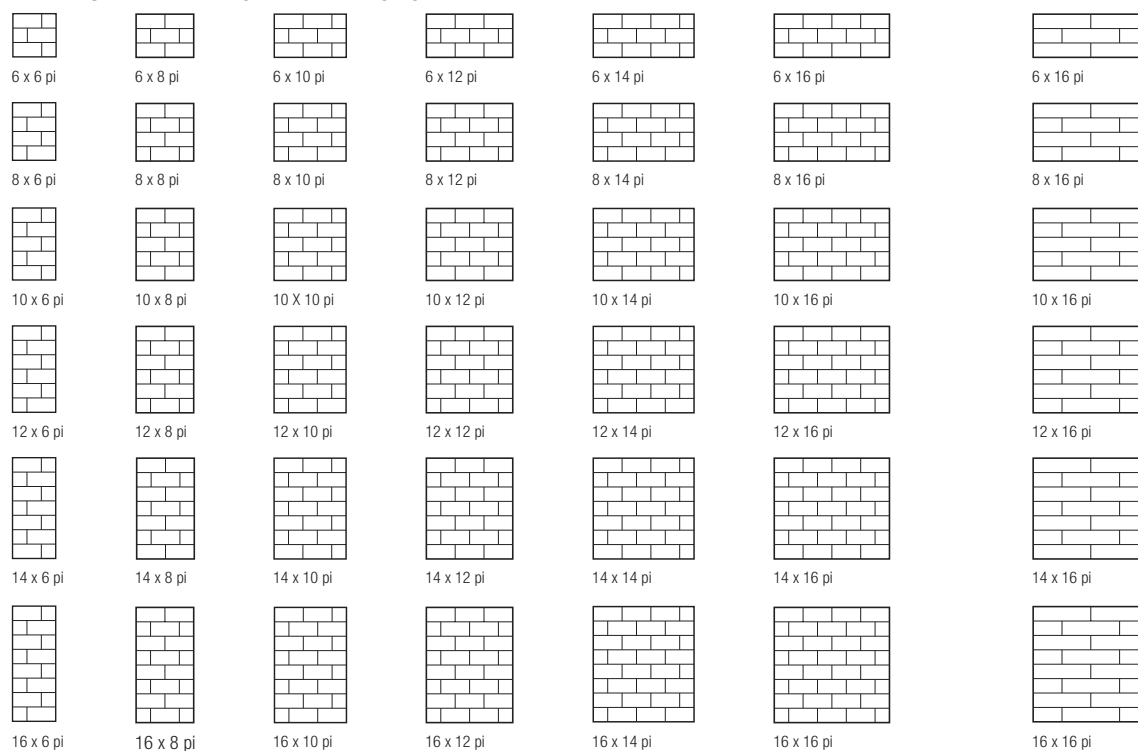 6 x 6 pi 6 x 8 pi 6 x 10 pi 6 x 12 pi 6 x 14 pi 6 x 16 pi 6 x 16 pi
8 x 6 pi 8 x 8 pi 8 x 10 pi 8 x 12 pi 8 x 14 pi 8 x 16 pi 8 x 16 pi
10 x 6 pi 10 x 8 pi 10 X 10 pi 10 x 12 pi 10 x 14 pi 10 x 16 pi 10 x 16 pi
12 x 6 pi 12 x 8 pi 12 x 10 pi 12 x 12 pi 12 x 14 pi 12 x 16 pi 12 x 16 pi
14 x 6 pi 14 x 8 pi 14 x 10 pi 14 x 12 pi 14 x 14 pi 14 x 16 pi 14 x 16 pi
16 x 6 pi 16 x 8 pi 16 x 10 pi 16 x 12 pi 16 x 14 pi 16 x 16 pi 16 x 16 pi